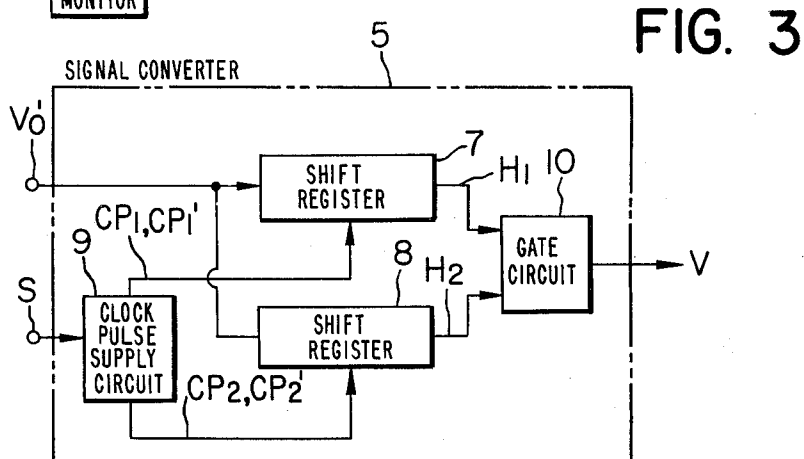 MONITOR
FIG. 3
5
SIGNAL CONVERTER
V0'
7
SHIFT
REGISTER
H1
10
CP1,CP1'
GATE
CIRCUIT
V
9
8
H2
S
CLOCK
PULSE
SUPPLY
CIRCUIT
SHIFT
REGISTER
CP2,CP2'